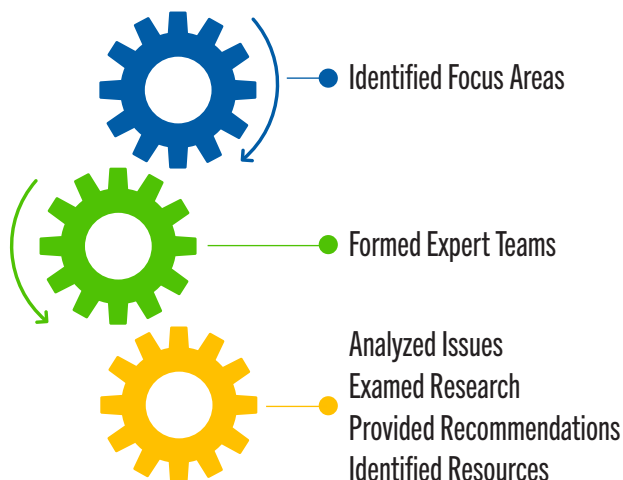 Identified Focus Areas
Formed Expert Teams
Analyzed Issues
Examed Research
Provided Recommendations
Identified Resources